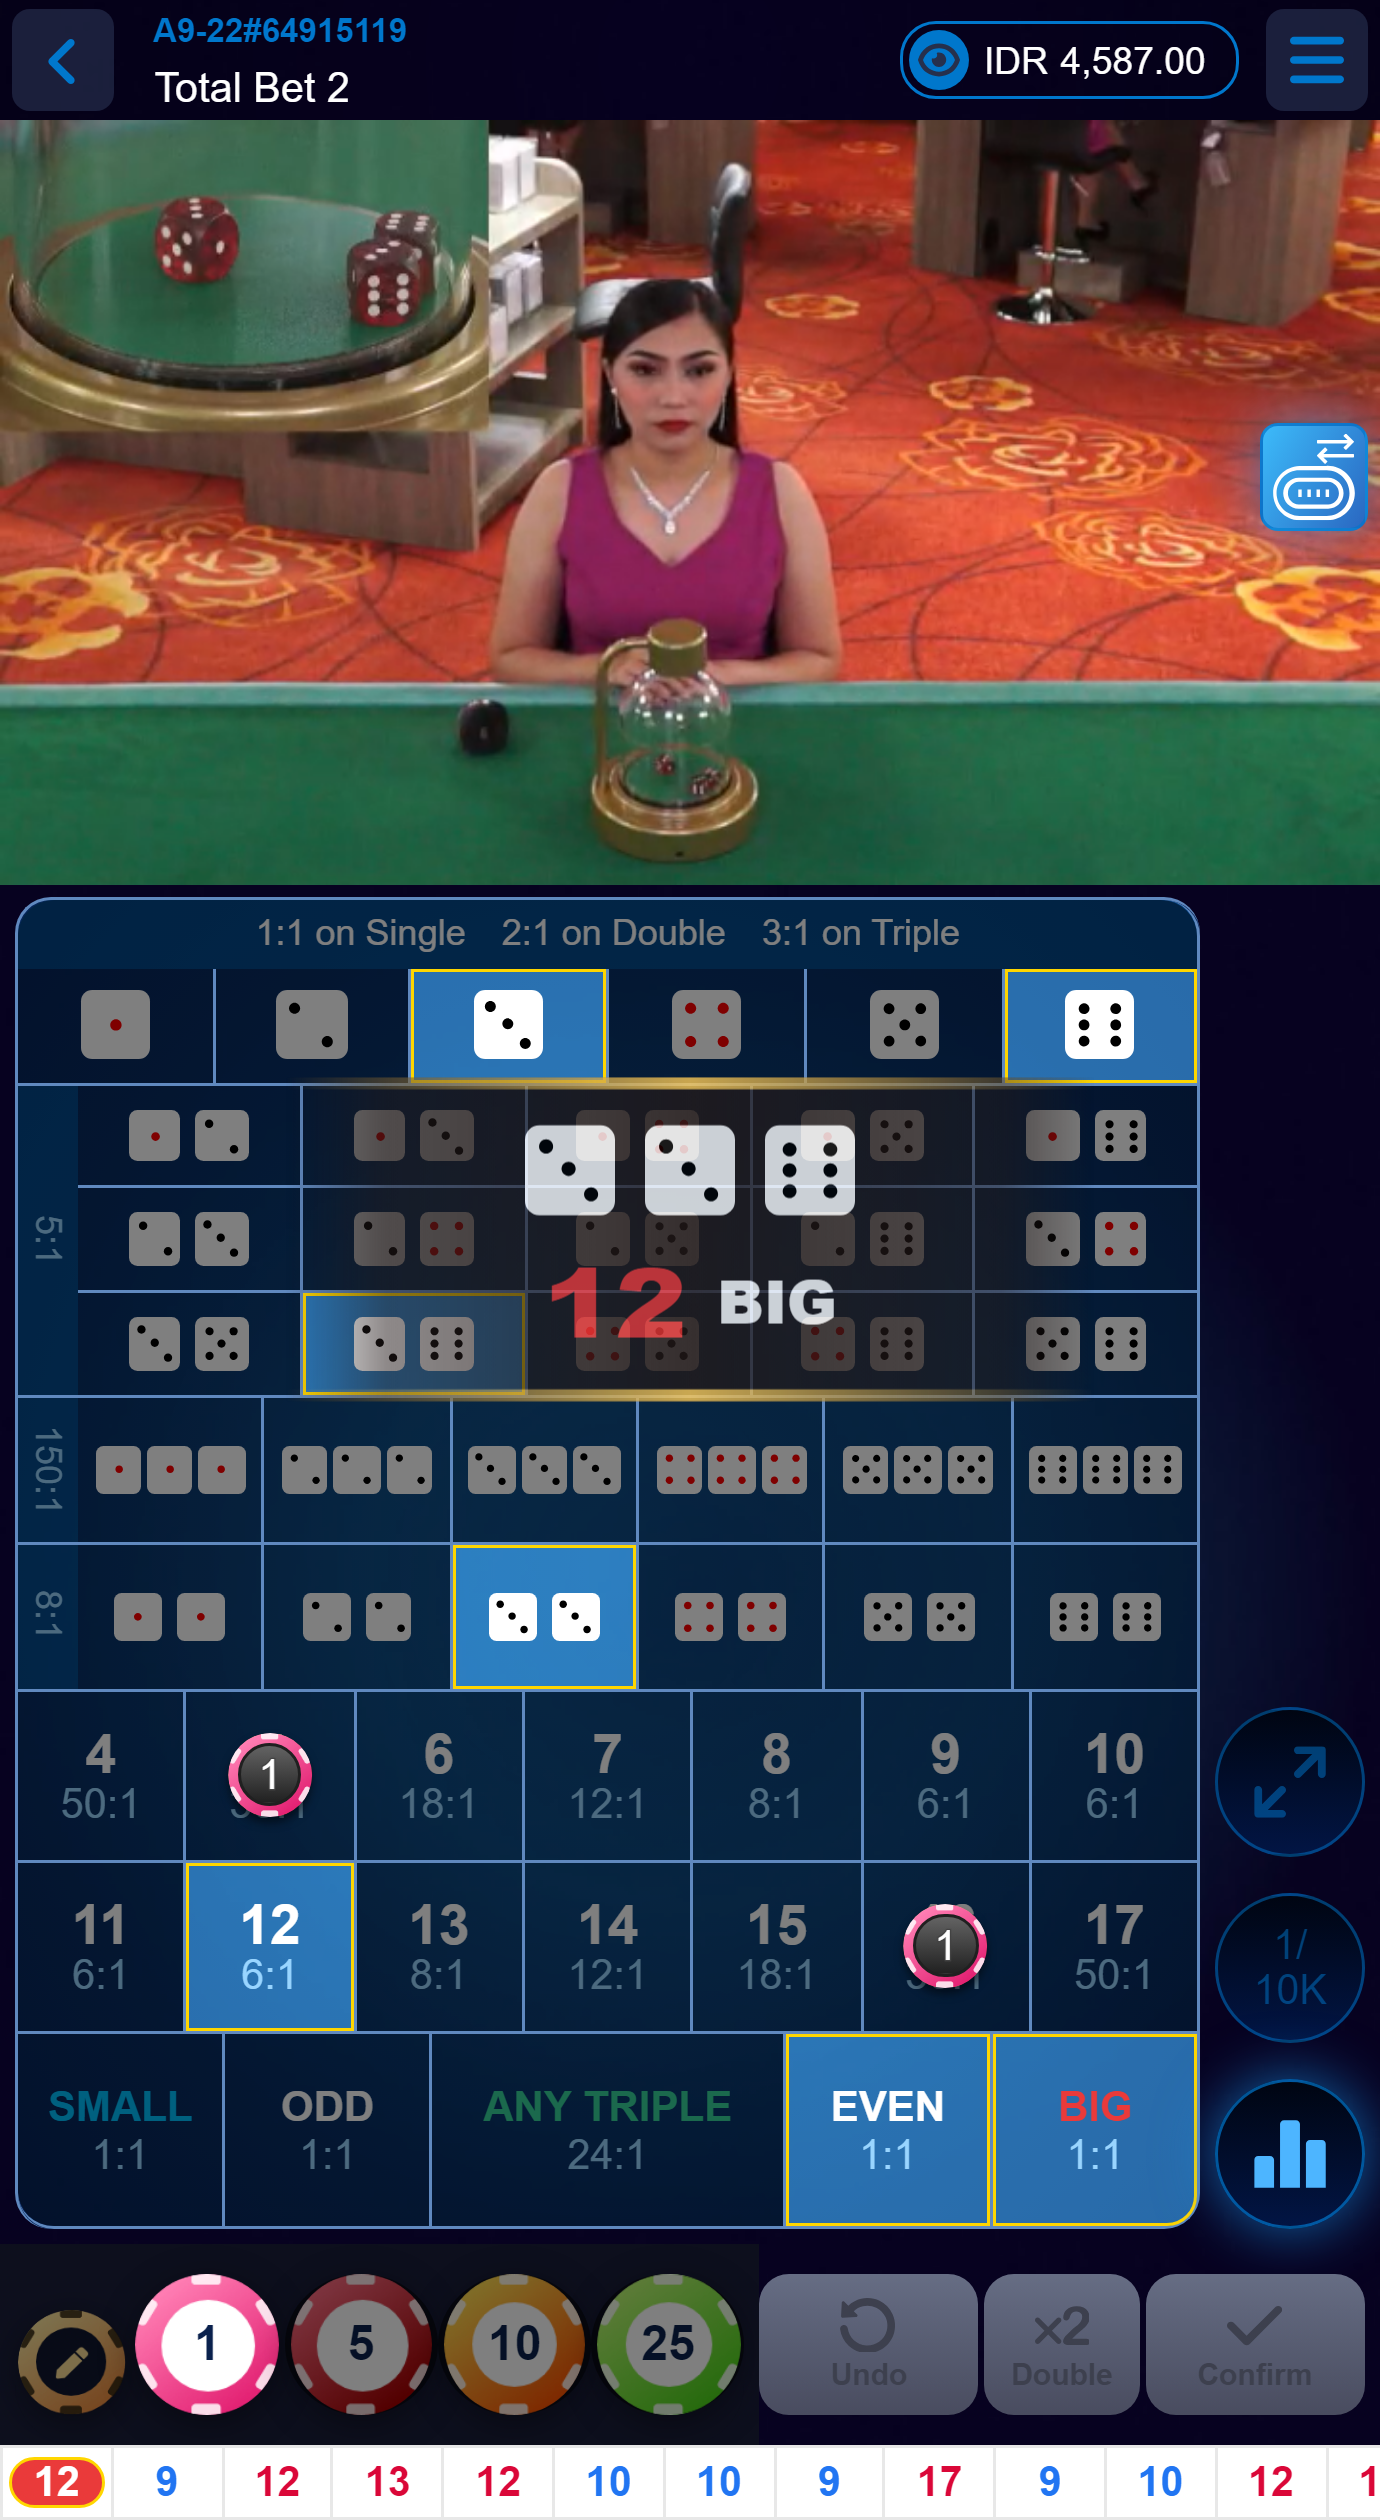 A9-22#64915119
Total Bet 2
IDR 4,587.00
1:1 on Single 2:1 on Double 3:1 on Triple
5:1
12 BIG
150:1
8:1
4 6 7 8 9 10
50:1 18:1 12:1 8:1 6:1 6:1
1
11 12 13 14 15 17
6:1 6:1 8:1 12:1 18:1 50:1
1
1/
10K
SMALL ODD ANY TRIPLE EVEN BIG
1:1 1:1 24:1 1:1 1:1
1 5 10 25
x2
Undo Double Confirm
12 9 12 13 12 10 10 9 17 9 10 12